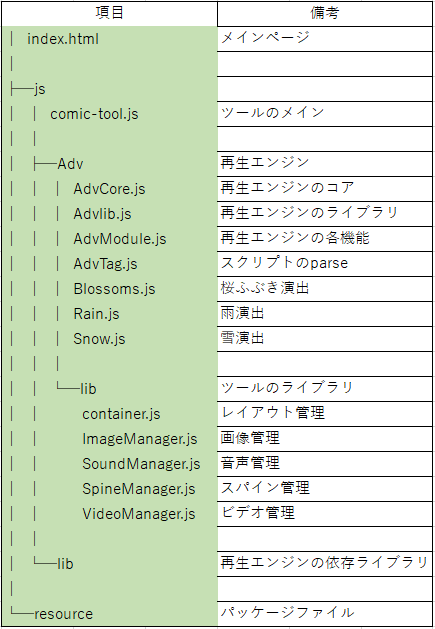 項目 備考
│ index.html メインページ
│
├──js
│ │ comic-tool.js ツールのメイン
│ │
│ ├──Adv 再生エンジン
│ │ │ AdvCore.js 再生エンジンのコア
│ │ │ Advlib.js 再生エンジンのライブラリ
│ │ │ AdvModule.js 再生エンジンの各機能
│ │ │ AdvTag.js スクリプトのparse
│ │ │ Blossoms.js 桜ふぶき演出
│ │ │ Rain.js 雨演出
│ │ │ Snow.js 雪演出
│ │ │
│ │ └──lib ツールのライブラリ
│ │ container.js レイアウト管理
│ │ ImageManager.js 画像管理
│ │ SoundManager.js 音声管理
│ │ SpineManager.js スパイン管理
│ │ VideoManager.js ビデオ管理
│ │
│ └──lib 再生エンジンの依存ライブラリ
│
└──resource パッケージファイル